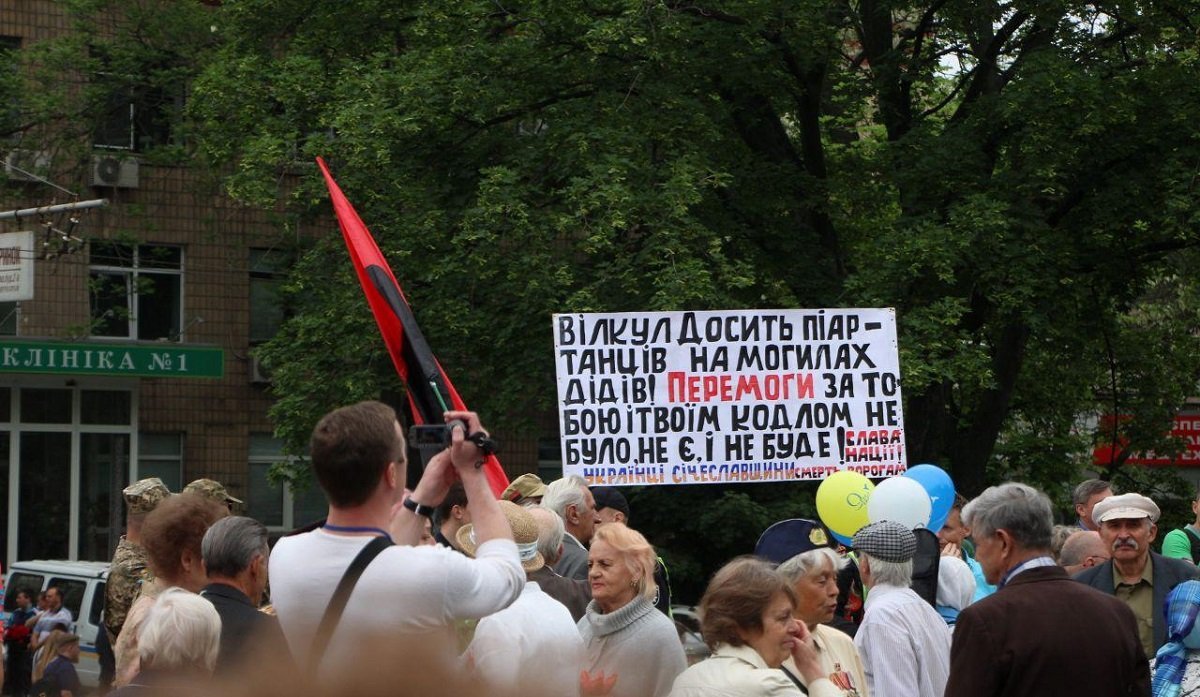 КЛІНІКА №1
ВІЛКУЛ ДОСИТЬ ПІАР-
ТАНЦІВ НА МОГИЛАХ
ДІДІВ! ПЕРЕМОГИ ЗА ТО-
БОЮ І ТВОЇМ КОДЛОМ НЕ
БУЛО, НЕ Є, І НЕ БУДЕ! СЛАВА
НАЦІЇ!
УКРАЇНЦІ СІЧЕСЛАВЩИНИ СМЕРТЬ ВОРОГАМ